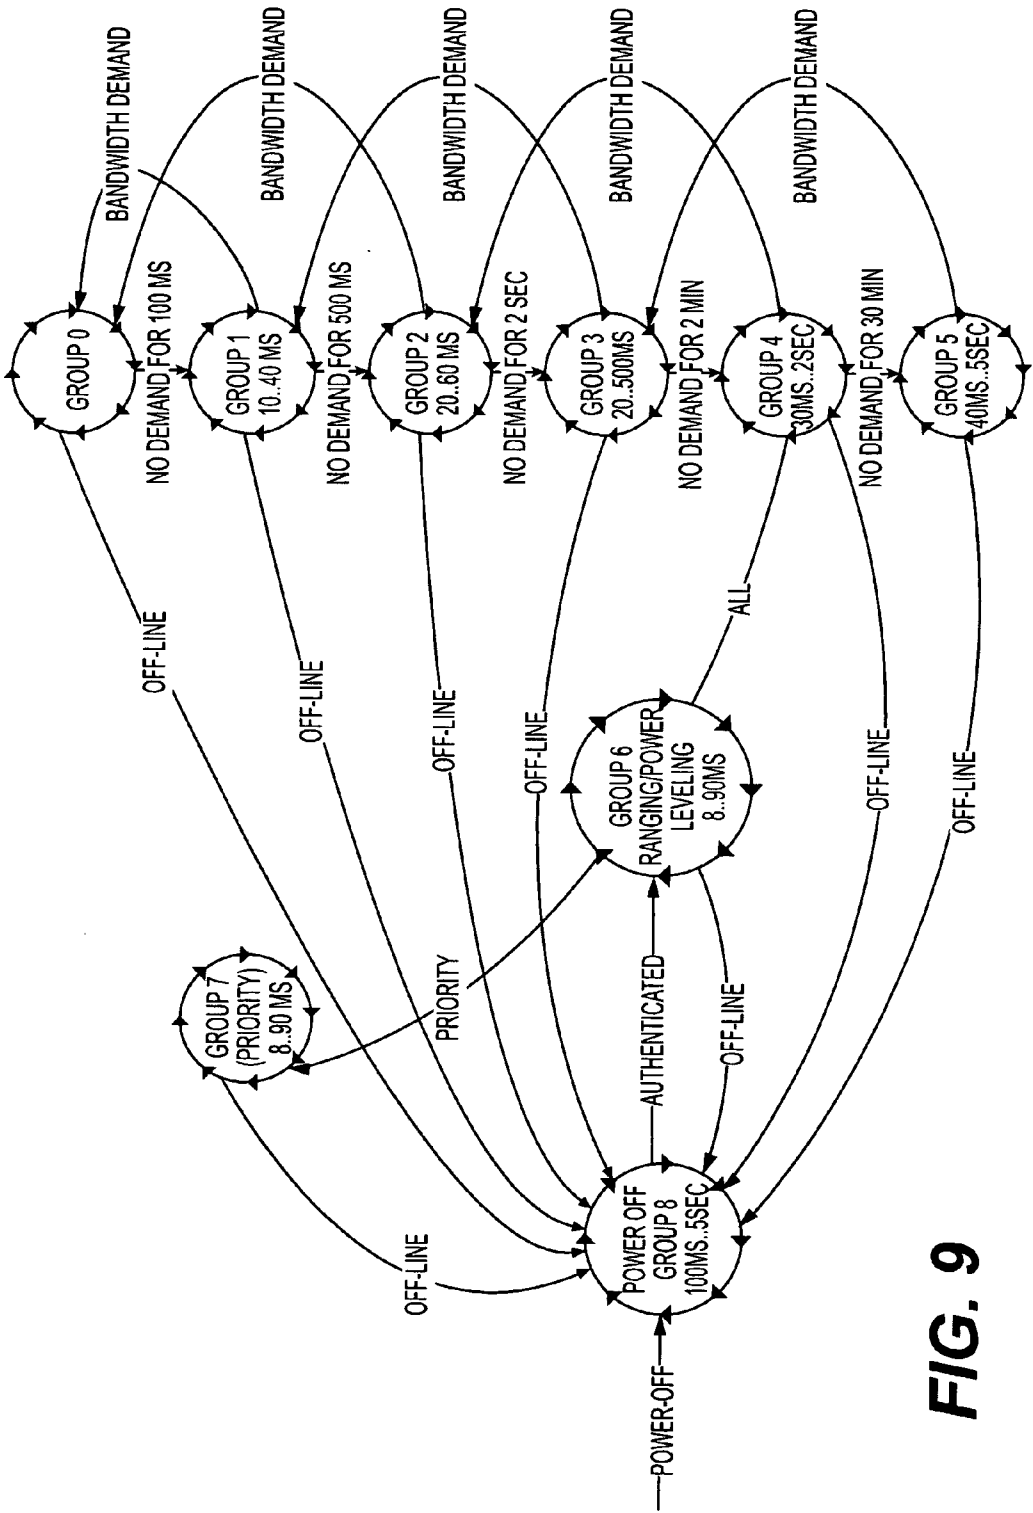 POWER-OFF
POWER OFF
GROUP 8
100MS..5SEC
AUTHENTICATED
OFF-LINE
GROUP 7
(PRIORITY)
8..90 MS
OFF-LINE
PRIORITY
GROUP 6
RANGING/POWER
LEVELING
8..90MS
ALL
OFF-LINE
OFF-LINE
OFF-LINE
OFF-LINE
OFF-LINE
OFF-LINE
GROUP 0
NO DEMAND FOR 100 MS
GROUP 1
10..40 MS
NO DEMAND FOR 500 MS
GROUP 2
20..60 MS
NO DEMAND FOR 2 SEC
GROUP 3
20..500MS
NO DEMAND FOR 2 MIN
GROUP 4
30MS..2SEC
NO DEMAND FOR 30 MIN
GROUP 5
40MS..5SEC
BANDWIDTH DEMAND
BANDWIDTH DEMAND
BANDWIDTH DEMAND
BANDWIDTH DEMAND
BANDWIDTH DEMAND
FIG. 9